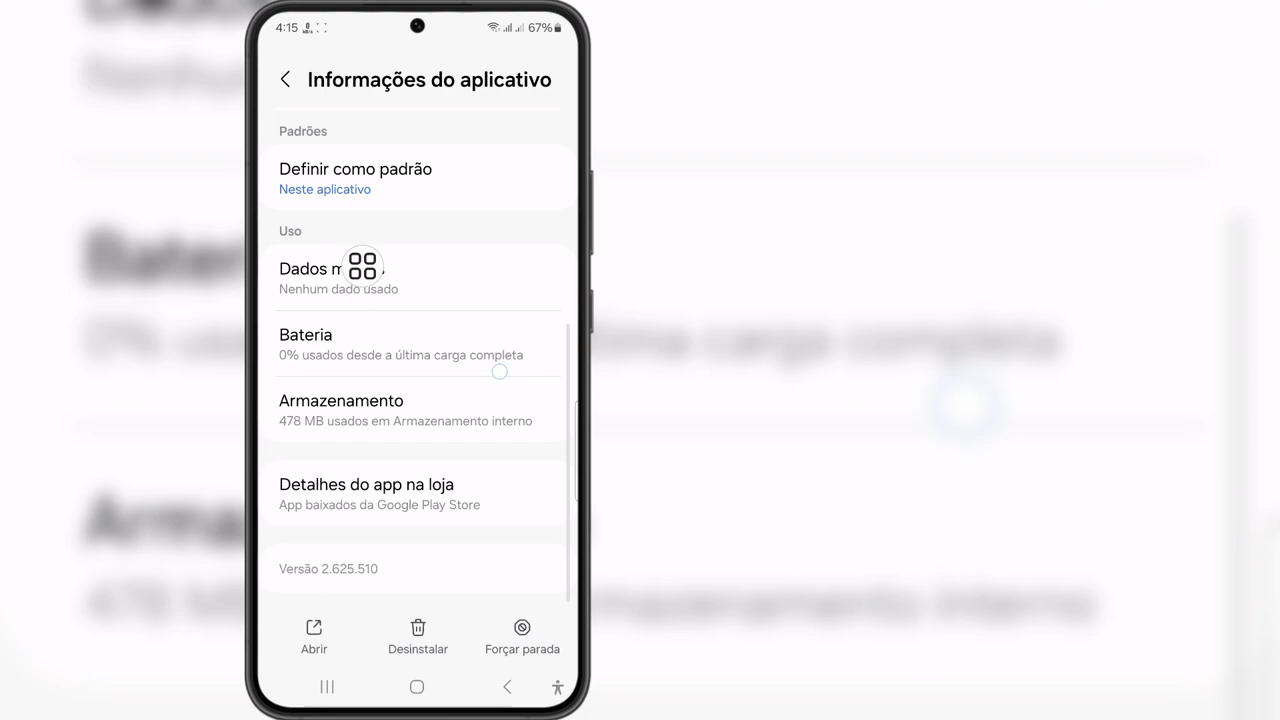 4:15
67%
Informações do aplicativo
Padrões
Definir como padrão
Neste aplicativo
Uso
Dados
Nenhum dado usado
Bateria
0% usados desde a última carga completa
Armazenamento
478 MB usados em Armazenamento interno
Detalhes do app na loja
App baixados da Google Play Store
Versão 2.625.510
Abrir
Desinstalar
Forçar parada